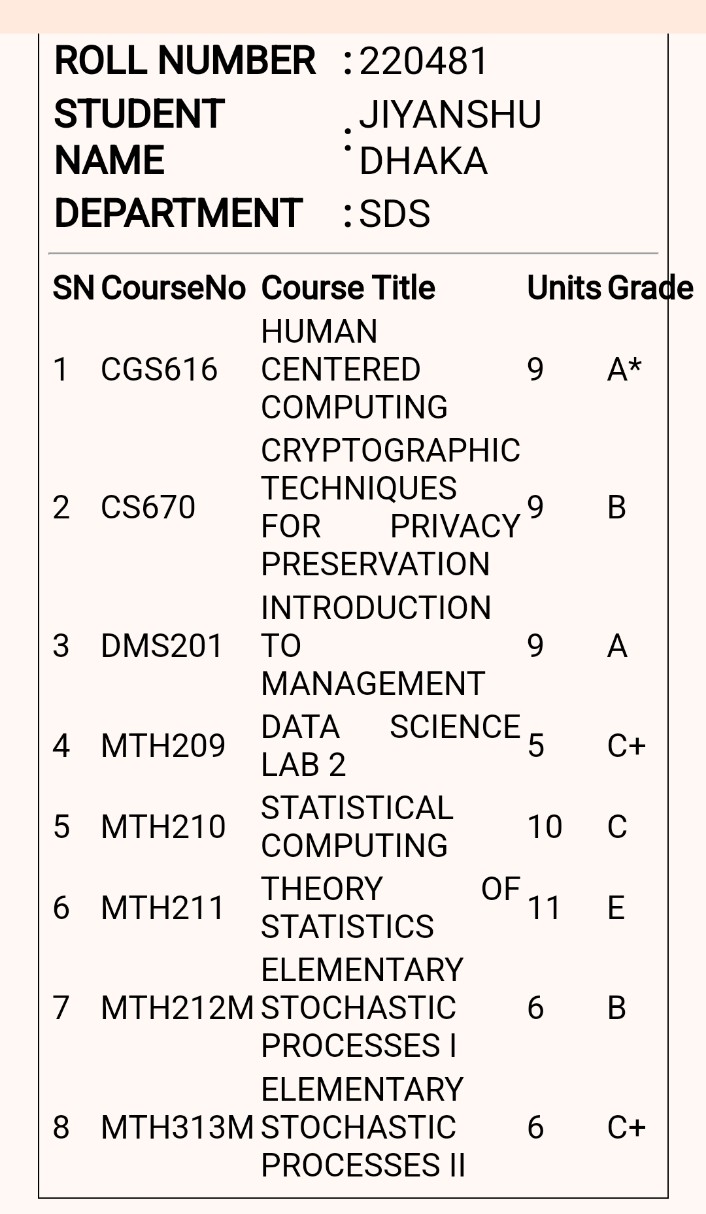 ROLL NUMBER : 220481
STUDENT NAME : JIYANSHU DHAKA
DEPARTMENT : SDS
SN CourseNo Course Title Units Grade
1 CGS616 HUMAN CENTERED COMPUTING 9 A*
2 CS670 CRYPTOGRAPHIC TECHNIQUES FOR PRIVACY PRESERVATION 9 B
3 DMS201 INTRODUCTION TO MANAGEMENT 9 A
4 MTH209 DATA SCIENCE LAB 2 5 C+
5 MTH210 STATISTICAL COMPUTING 10 C
6 MTH211 THEORY OF STATISTICS 11 E
7 MTH212M ELEMENTARY STOCHASTIC PROCESSES I 6 B
8 MTH313M ELEMENTARY STOCHASTIC PROCESSES II 6 C+